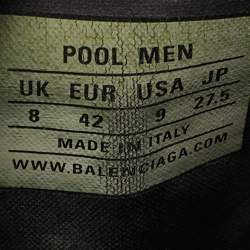 POOL MEN
UK EUR USA JP
8 42 9 27.5
MADE IN ITALY
WWW.BALENCIAGA.COM